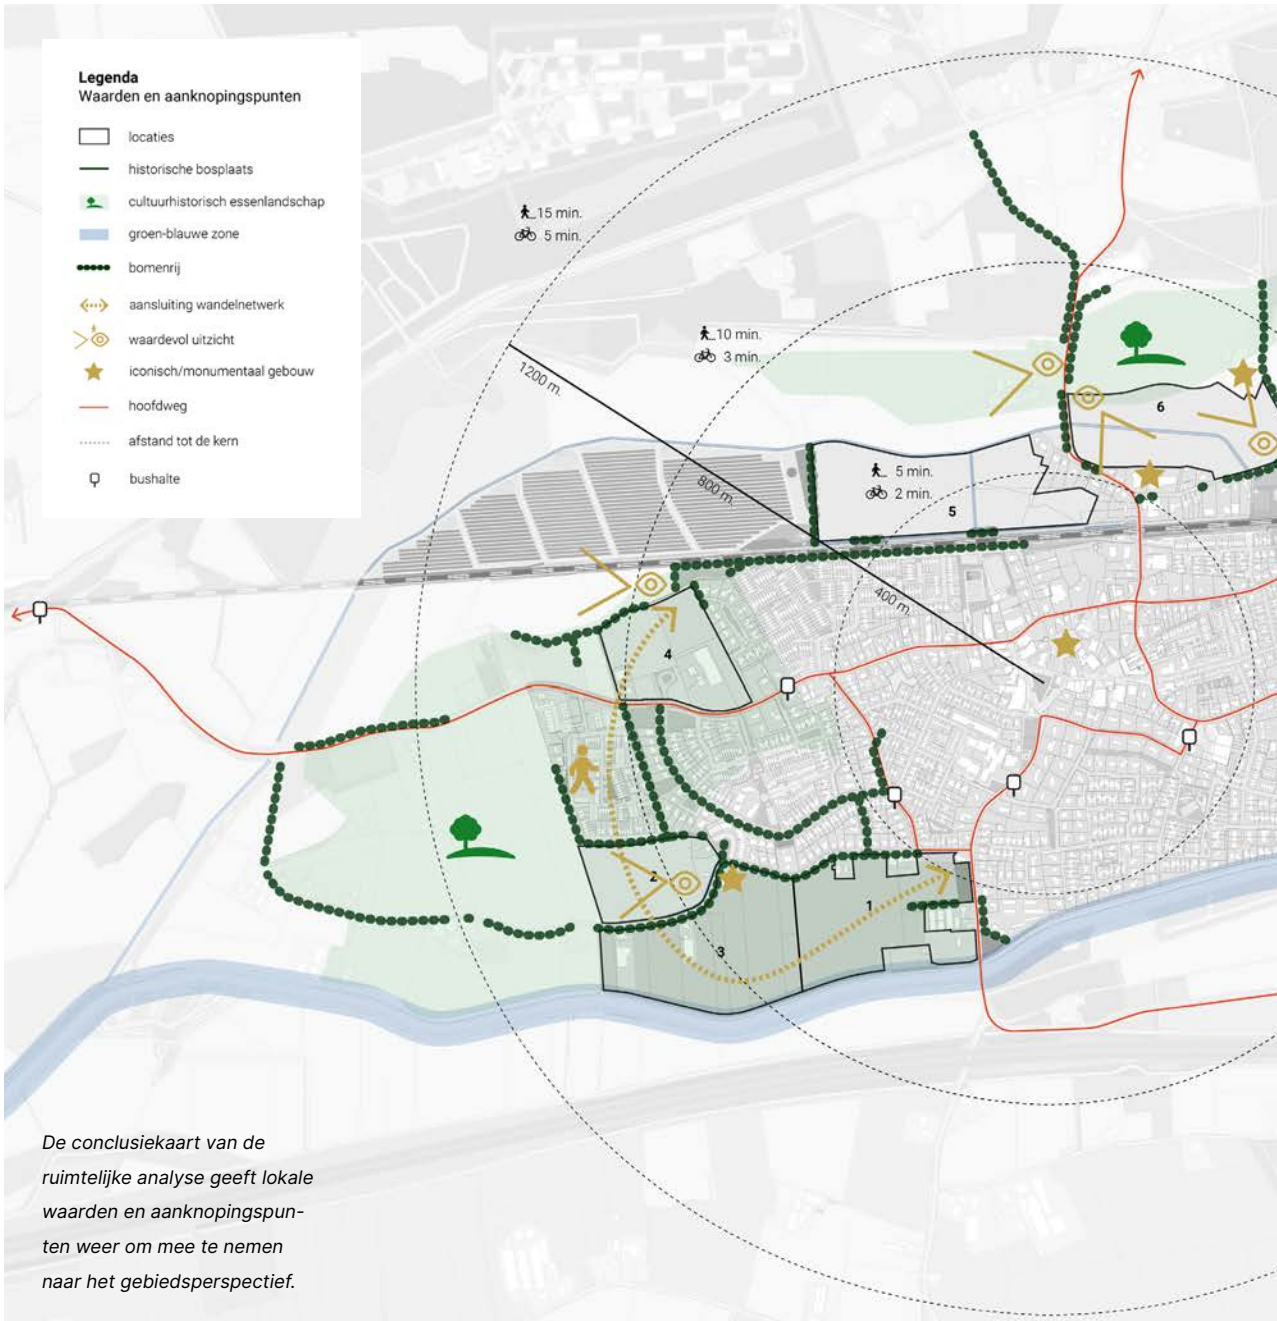 Legenda
Waarden en aanknopingspunten
locaties
historische bosplaats
cultuurhistorisch essenlandschap
groen-blauwe zone
bomenrij
aansluiting wandelnetwerk
waardevol uitzicht
iconisch/monumentaal gebouw
hoofdweg
afstand tot de kern
bushalte
15 min.
5 min.
10 min.
3 min.
1200 m.
6
5 min.
2 min.
800 m.
5
400 m.
4
2
1
3
De conclusiekaart van de
ruimtelijke analyse geeft lokale
waarden en aanknopingspun-
ten weer om mee te nemen
naar het gebiedsperspectief.